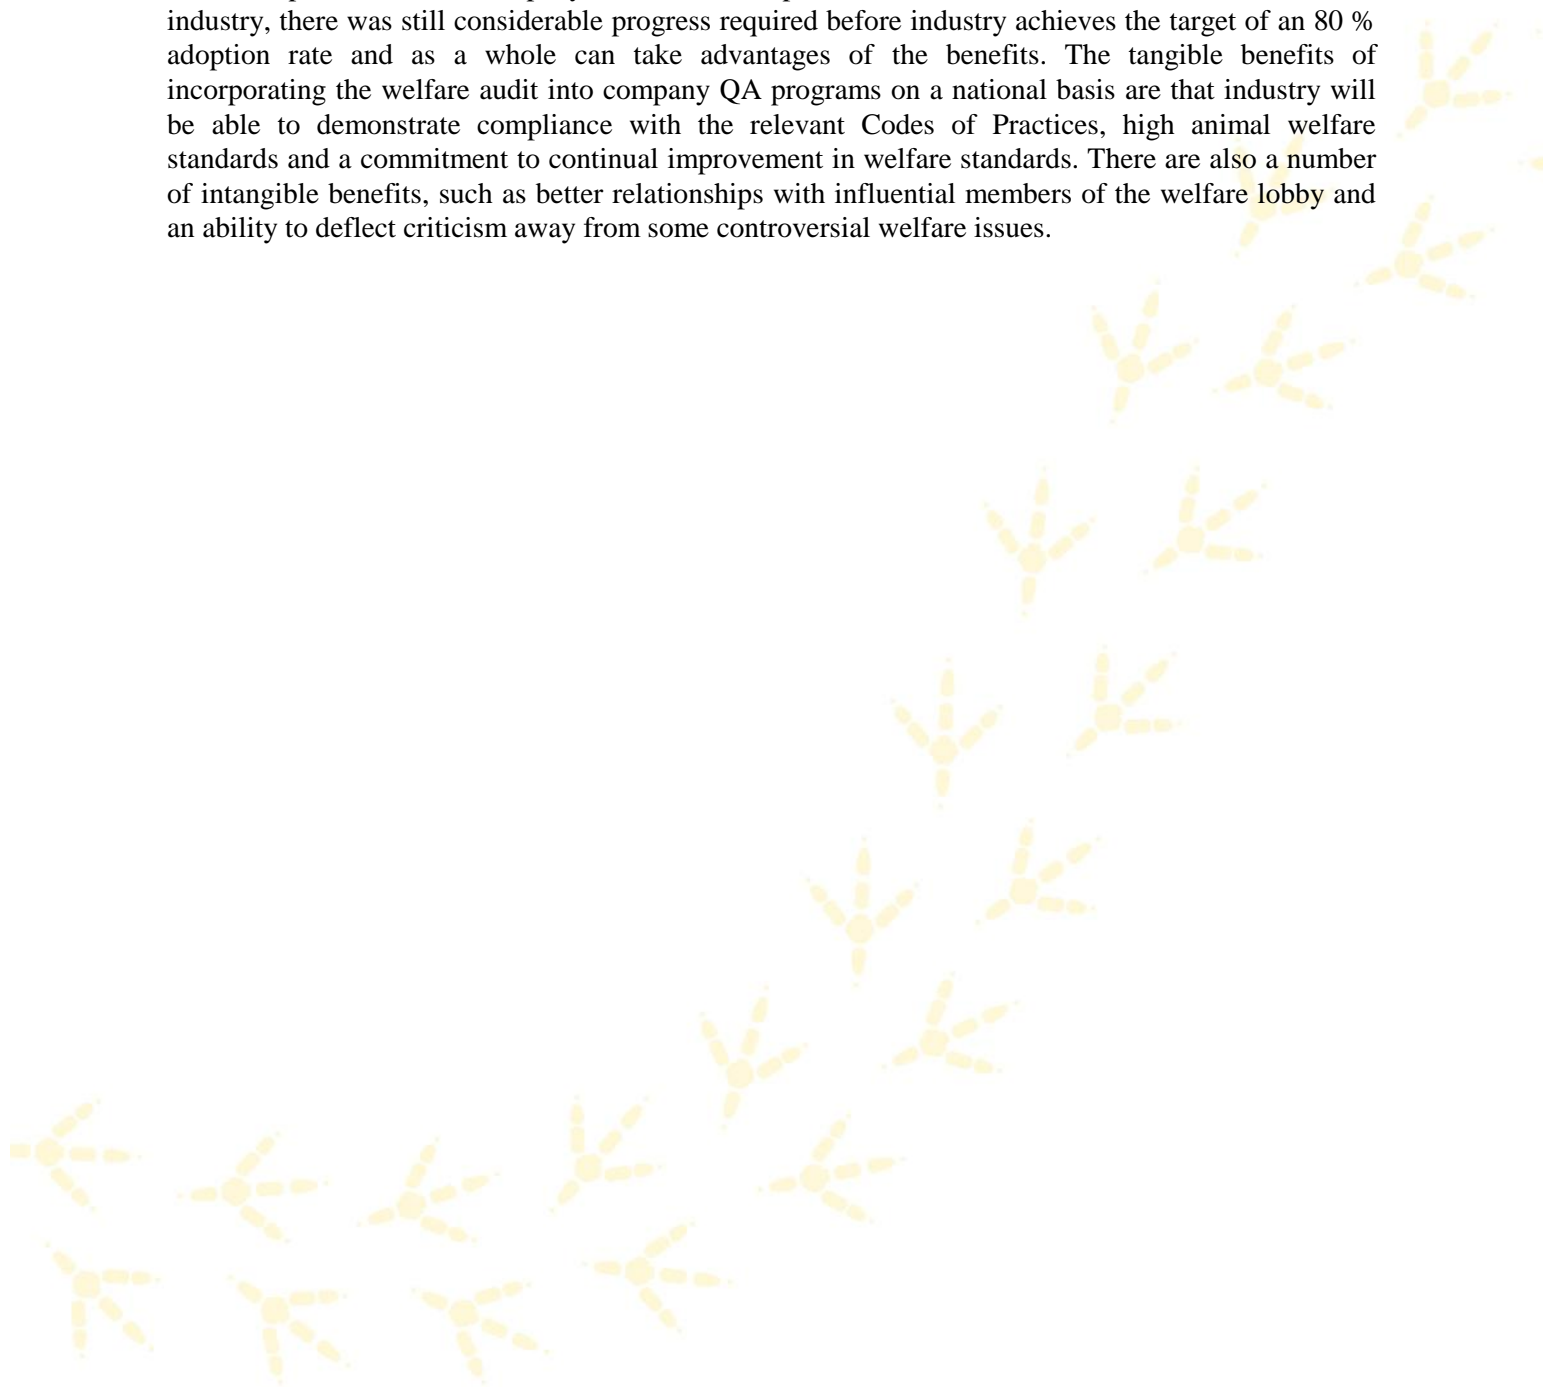 industry, there was still considerable progress required before industry achieves the target of an 80 %
adoption rate and as a whole can take advantages of the benefits. The tangible benefits of
incorporating the welfare audit into company QA programs on a national basis are that industry will
be able to demonstrate compliance with the relevant Codes of Practices, high animal welfare
standards and a commitment to continual improvement in welfare standards. There are also a number
of intangible benefits, such as better relationships with influential members of the welfare lobby and
an ability to deflect criticism away from some controversial welfare issues.